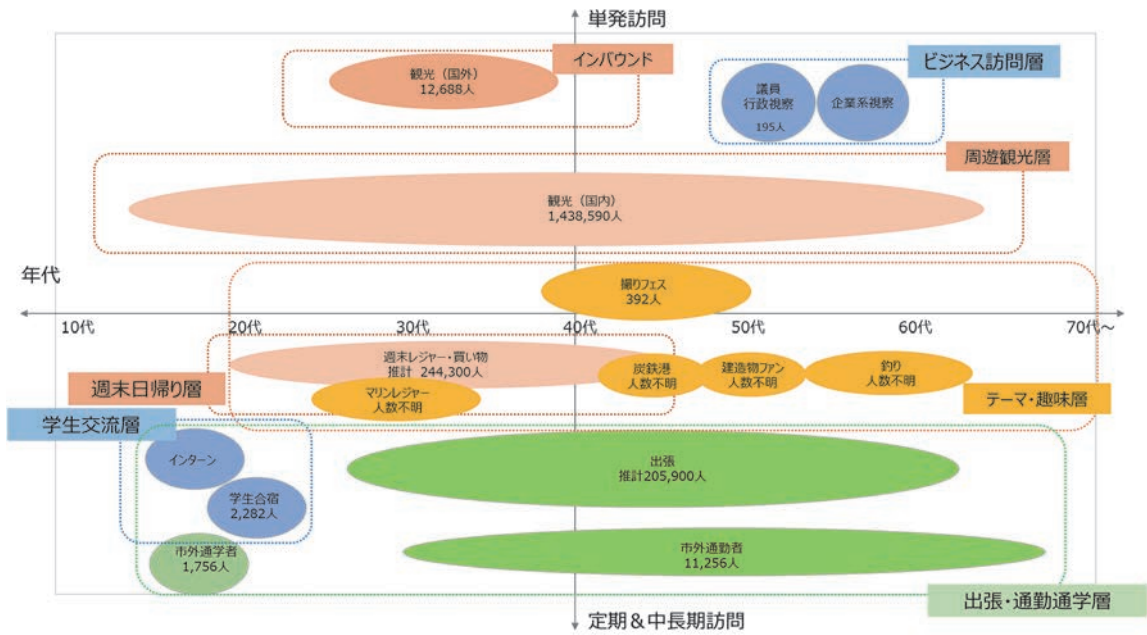 単発訪問
インバウンド
ビジネス訪問層
観光（国外）
12,688人
議員
行政視察
195人
企業系視察
周遊観光層
観光（国内）
1,438,590人
撮りフェス
392人
年代
10代
20代
30代
40代
50代
60代
70代～
週末レジャー・買い物
推計 244,300人
炭鉄港
人数不明
建造物ファン
人数不明
釣り
人数不明
週末日帰り層
マリンレジャー
人数不明
テーマ・趣味層
学生交流層
インターン
出張
推計205,900人
学生合宿
2,282人
市外通学者
1,756人
市外通勤者
11,256人
出張・通勤通学層
定期＆中長期訪問